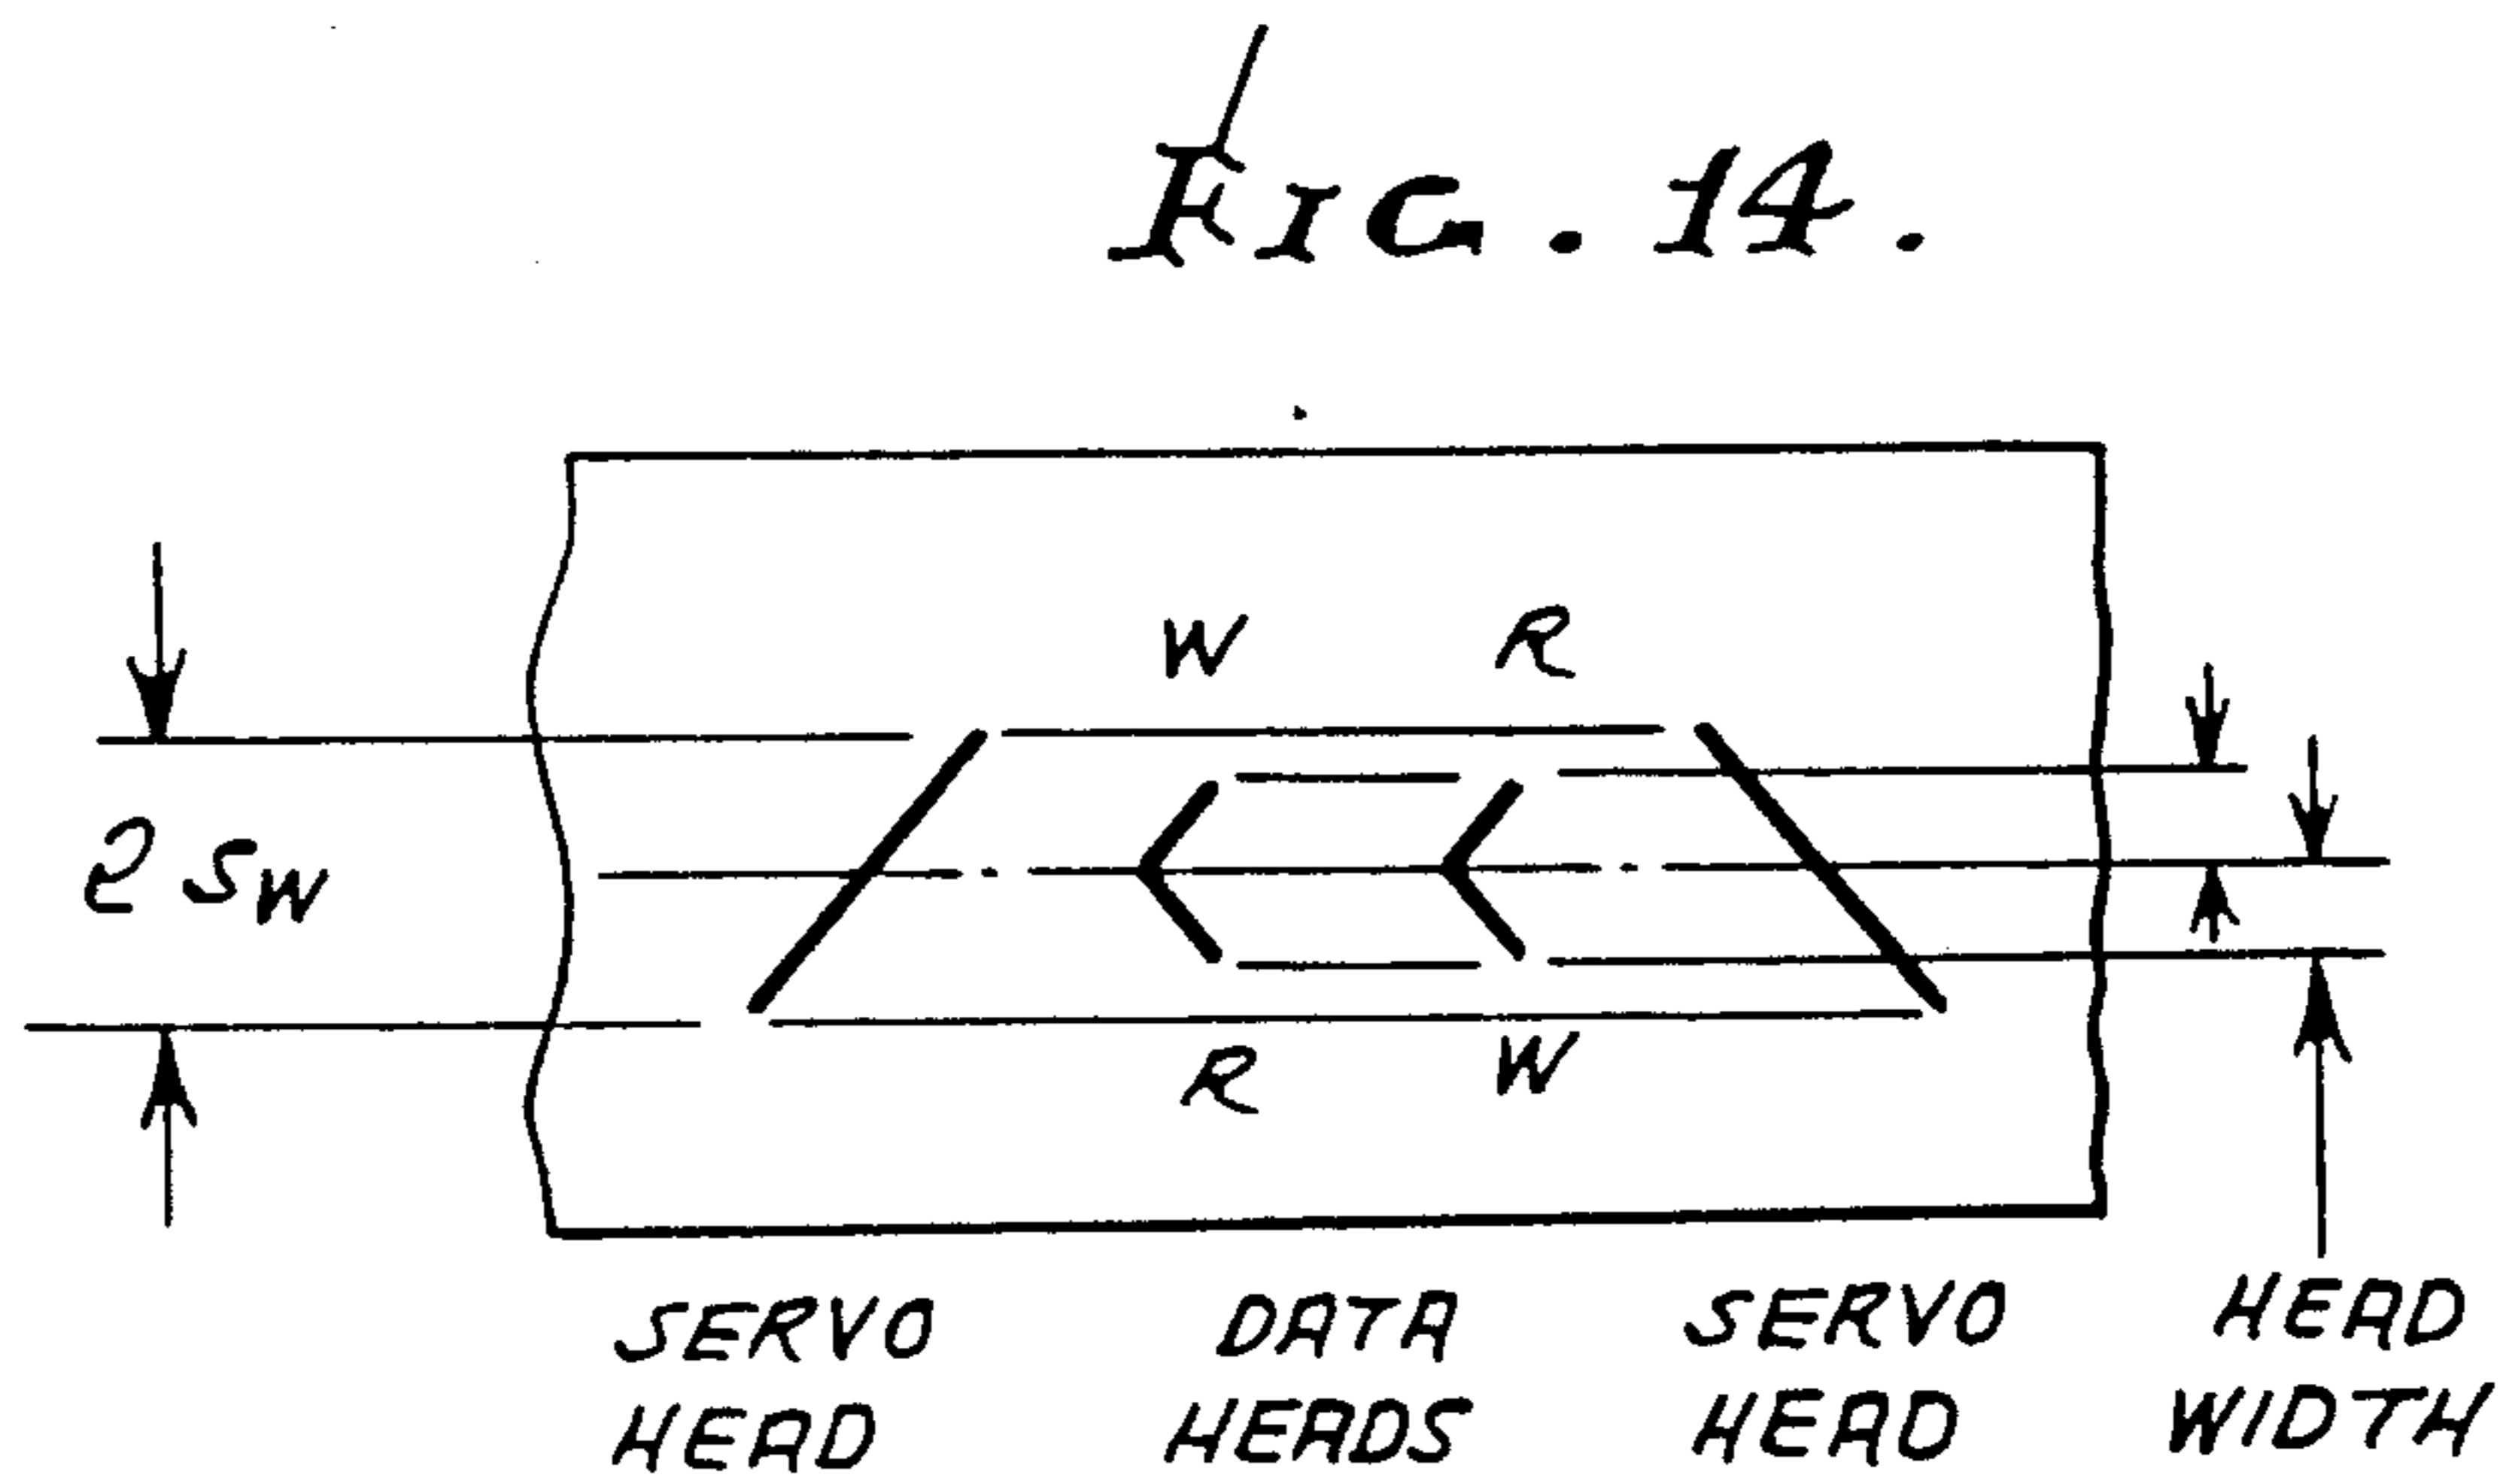 FIG. 14.
W R
2 SW
R W
SERVO HEAD
DATA HEADS
SERVO HEAD
HEAD WIDTH